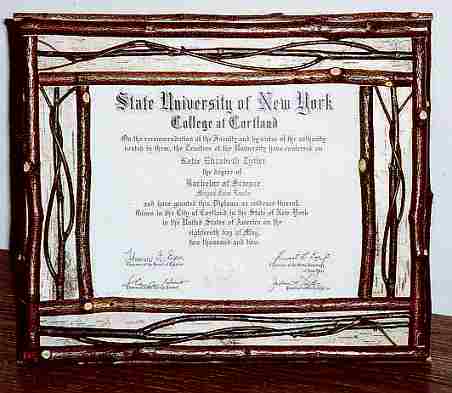 State University of New York
College at Cortland
On the recommendation of the Faculty and by virtue of the authority
vested in them, the Trustees of the University have conferred on
Katie Elizabeth
the degree of
Bachelor of Science
and have granted this Diploma as evidence thereof.
Given in the City of Cortland in the State of New York
in the United States of America on the
eighteenth day of May,
two thousand and two.